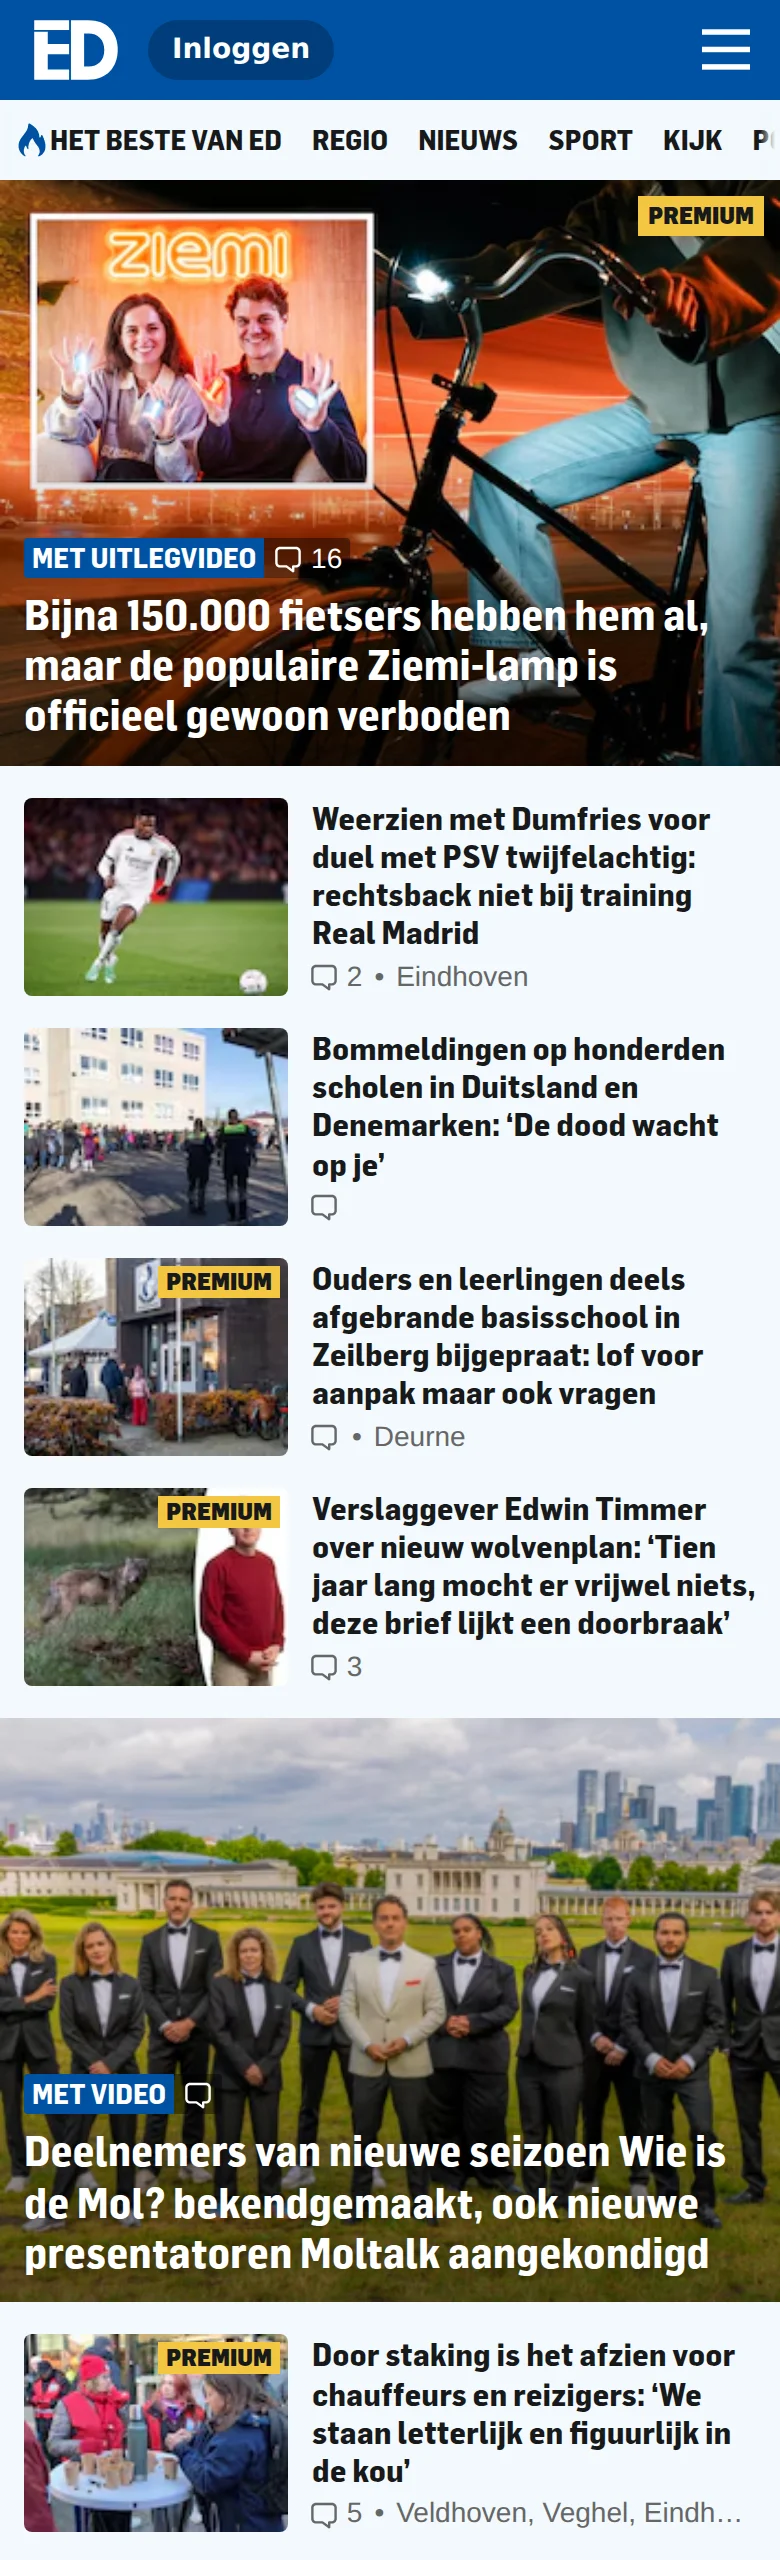 ED
Inloggen
HET BESTE VAN ED
REGIO
NIEUWS
SPORT
KIJK
PREMIUM
ziemi
MET UITLEGVIDEO
16
Bijna 150.000 fietsers hebben hem al,
maar de populaire Ziemi-lamp is
officieel gewoon verboden
Weerzien met Dumfries voor
duel met PSV twijfelachtig:
rechtsback niet bij training
Real Madrid
2 • Eindhoven
Bommeldingen op honderden
scholen in Duitsland en
Denemarken: ‘De dood wacht
op je’
PREMIUM
Ouders en leerlingen deels
afgebrande basisschool in
Zeilberg bijgepraat: lof voor
aanpak maar ook vragen
• Deurne
PREMIUM
Verslaggever Edwin Timmer
over nieuw wolvenplan: ‘Tien
jaar lang mocht er vrijwel niets,
deze brief lijkt een doorbraak’
3
MET VIDEO
Deelnemers van nieuwe seizoen Wie is
de Mol? bekendgemaakt, ook nieuwe
presentatoren Moltalk aangekondigd
PREMIUM
Door staking is het afzien voor
chauffeurs en reizigers: ‘We
staan letterlijk en figuurlijk in
de kou’
5 • Veldhoven, Veghel, Eindh…